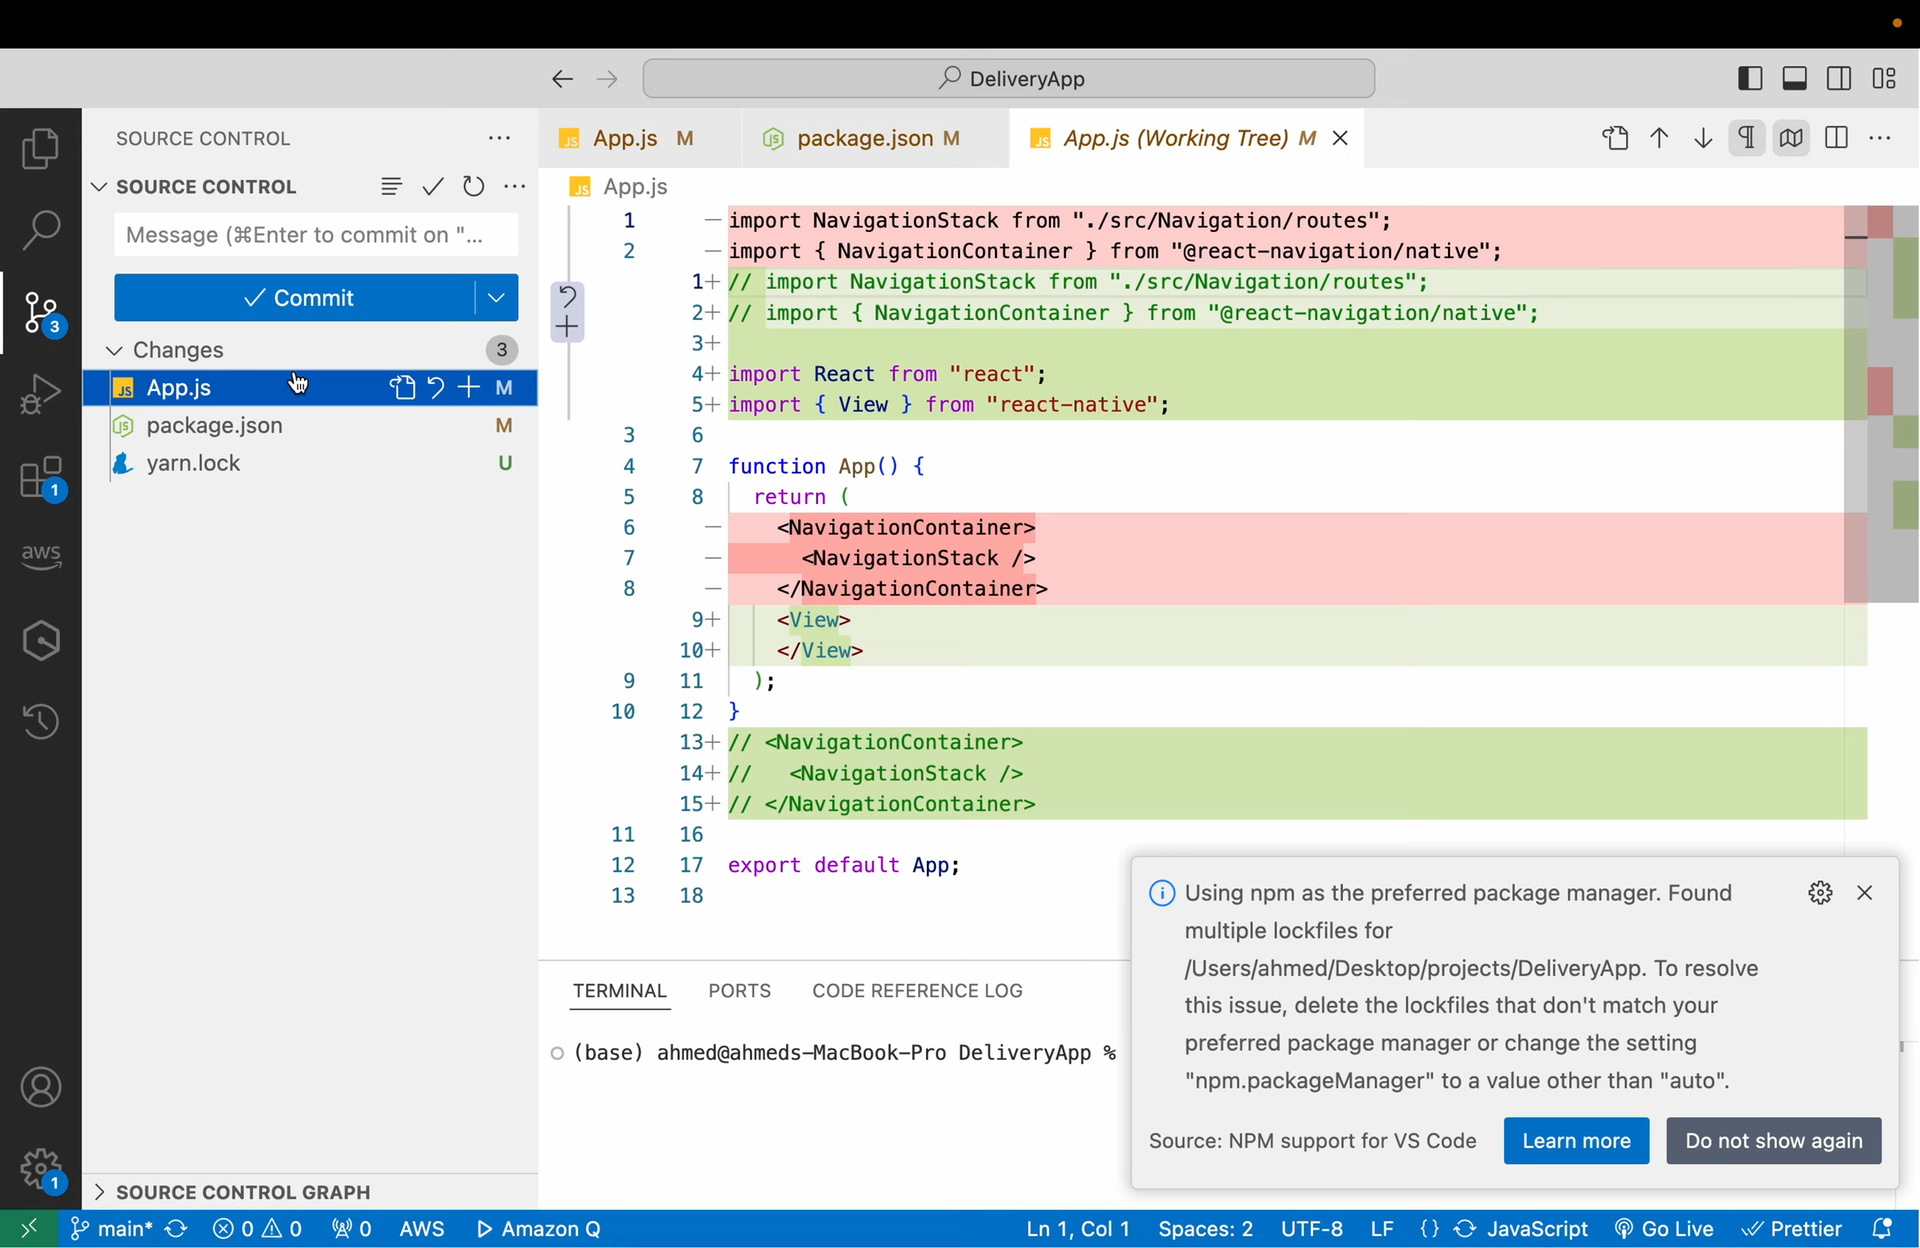 DeliveryApp
SOURCE CONTROL
SOURCE CONTROL
Message (⌘Enter to commit on "...
Commit
3
Changes 3
App.js M
package.json M
yarn.lock U
1
aws
1
SOURCE CONTROL GRAPH
App.js M
package.json M
App.js (Working Tree) M
App.js
1 — import NavigationStack from "./src/Navigation/routes";
2 — import { NavigationContainer } from "@react-navigation/native";
1+ // import NavigationStack from "./src/Navigation/routes";
2+ // import { NavigationContainer } from "@react-navigation/native";
3+
4+ import React from "react";
5+ import { View } from "react-native";
3 6
4 7 function App() {
5 8 return (
6 — <NavigationContainer>
7 — <NavigationStack />
8 — </NavigationContainer>
9+ <View>
10+ </View>
9 11 );
10 12 }
13+ // <NavigationContainer>
14+ //   <NavigationStack />
15+ // </NavigationContainer>
11 16
12 17 export default App;
13 18
TERMINAL PORTS CODE REFERENCE LOG
(base) ahmed@ahmeds-MacBook-Pro DeliveryApp %
Using npm as the preferred package manager. Found
multiple lockfiles for
/Users/ahmed/Desktop/projects/DeliveryApp. To resolve
this issue, delete the lockfiles that don't match your
preferred package manager or change the setting
"npm.packageManager" to a value other than "auto".
Source: NPM support for VS Code Learn more Do not show again
main* 0 0 0 AWS Amazon Q Ln 1, Col 1 Spaces: 2 UTF-8 LF {} JavaScript Go Live Prettier